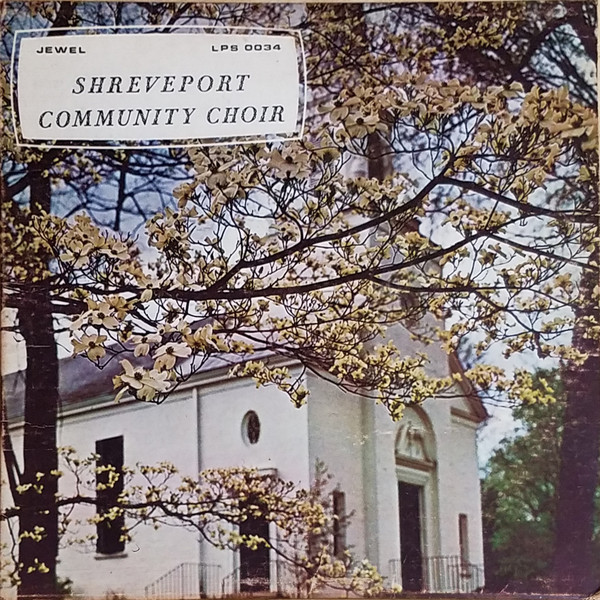 JEWEL LPS 0034
SHREVEPORT
COMMUNITY CHOIR